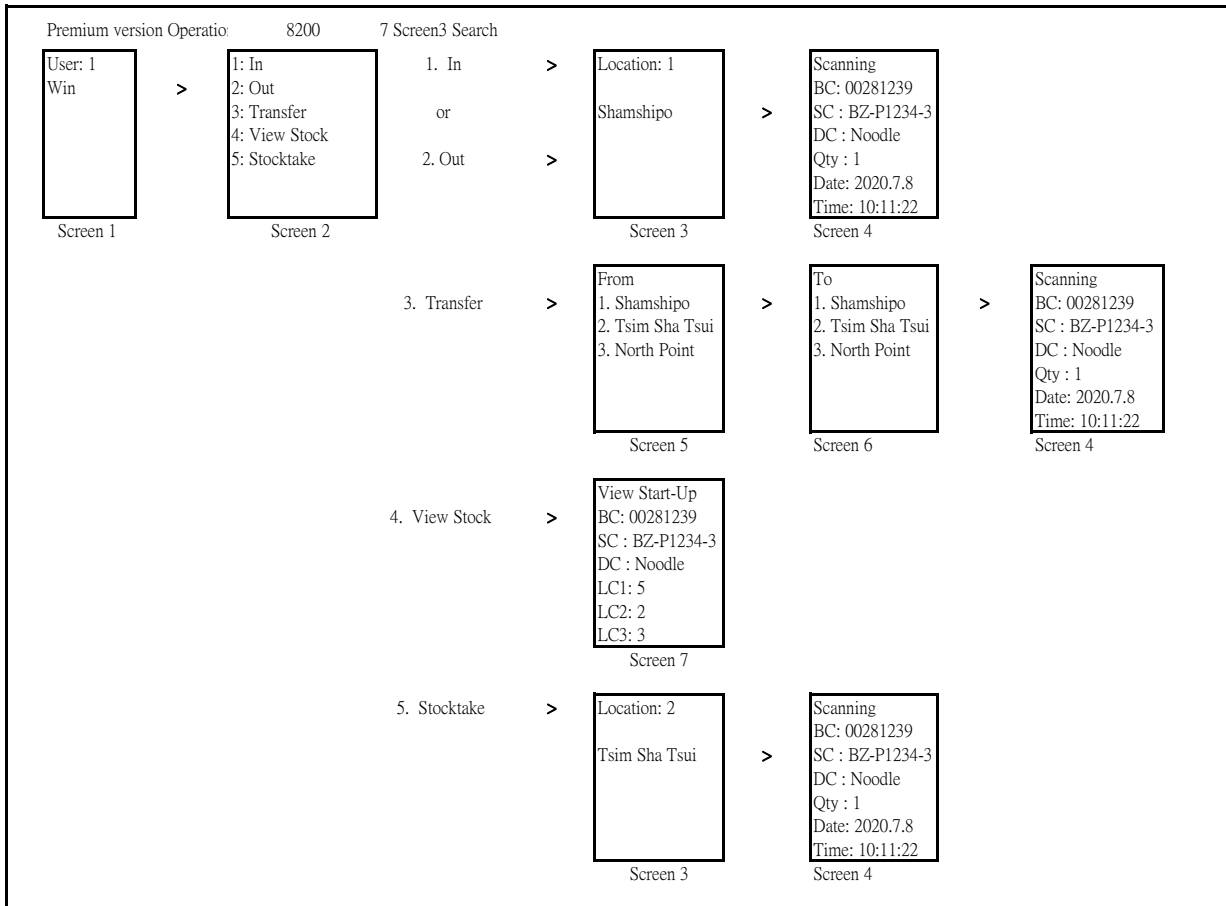 Premium version Operatio 8200 7 Screen3 Search
User: 1
Win
Screen 1
>
1: In
2: Out
3: Transfer
4: View Stock
5: Stocktake
Screen 2
1. In >
or
2. Out >
Location: 1
Shamshipo
Screen 3
>
Scanning
BC: 00281239
SC : BZ-P1234-3
DC : Noodle
Qty : 1
Date: 2020.7.8
Time: 10:11:22
Screen 4
3. Transfer >
From
1. Shamshipo
2. Tsim Sha Tsui
3. North Point
Screen 5
>
To
1. Shamshipo
2. Tsim Sha Tsui
3. North Point
Screen 6
>
Scanning
BC: 00281239
SC : BZ-P1234-3
DC : Noodle
Qty : 1
Date: 2020.7.8
Time: 10:11:22
Screen 4
4. View Stock >
View Start-Up
BC: 00281239
SC : BZ-P1234-3
DC : Noodle
LC1: 5
LC2: 2
LC3: 3
Screen 7
5. Stocktake >
Location: 2
Tsim Sha Tsui
Screen 3
>
Scanning
BC: 00281239
SC : BZ-P1234-3
DC : Noodle
Qty : 1
Date: 2020.7.8
Time: 10:11:22
Screen 4